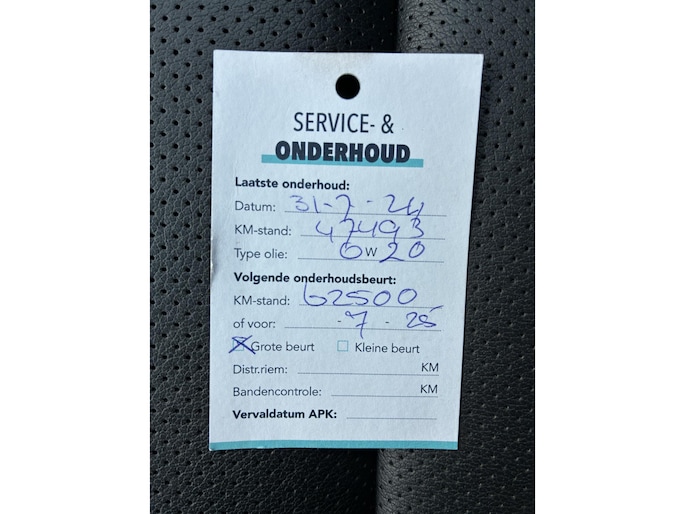 SERVICE- &
ONDERHOUD
Laatste onderhoud:
Datum: 31-7-24
KM-stand: 47493
Type olie: 0W20
Volgende onderhoudsbeurt:
KM-stand: 62500
of voor: -7-25
Grote beurt Kleine beurt
Distr.riem: KM
Bandencontrole: KM
Vervaldatum APK: